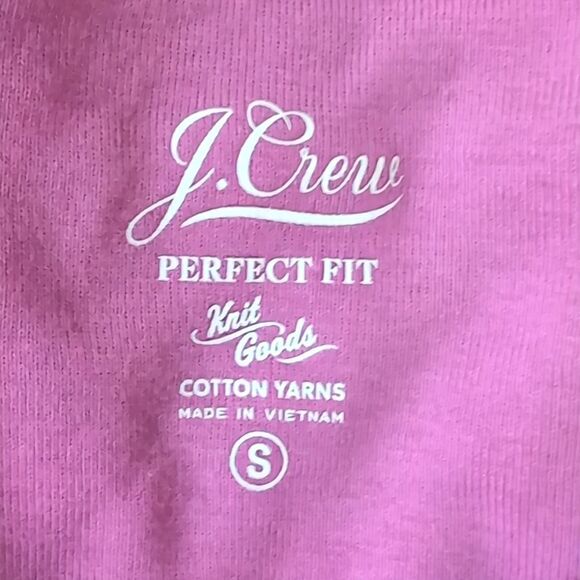 J.Crew
PERFECT FIT
Knit
Goods
COTTON YARNS
MADE IN VIETNAM
S